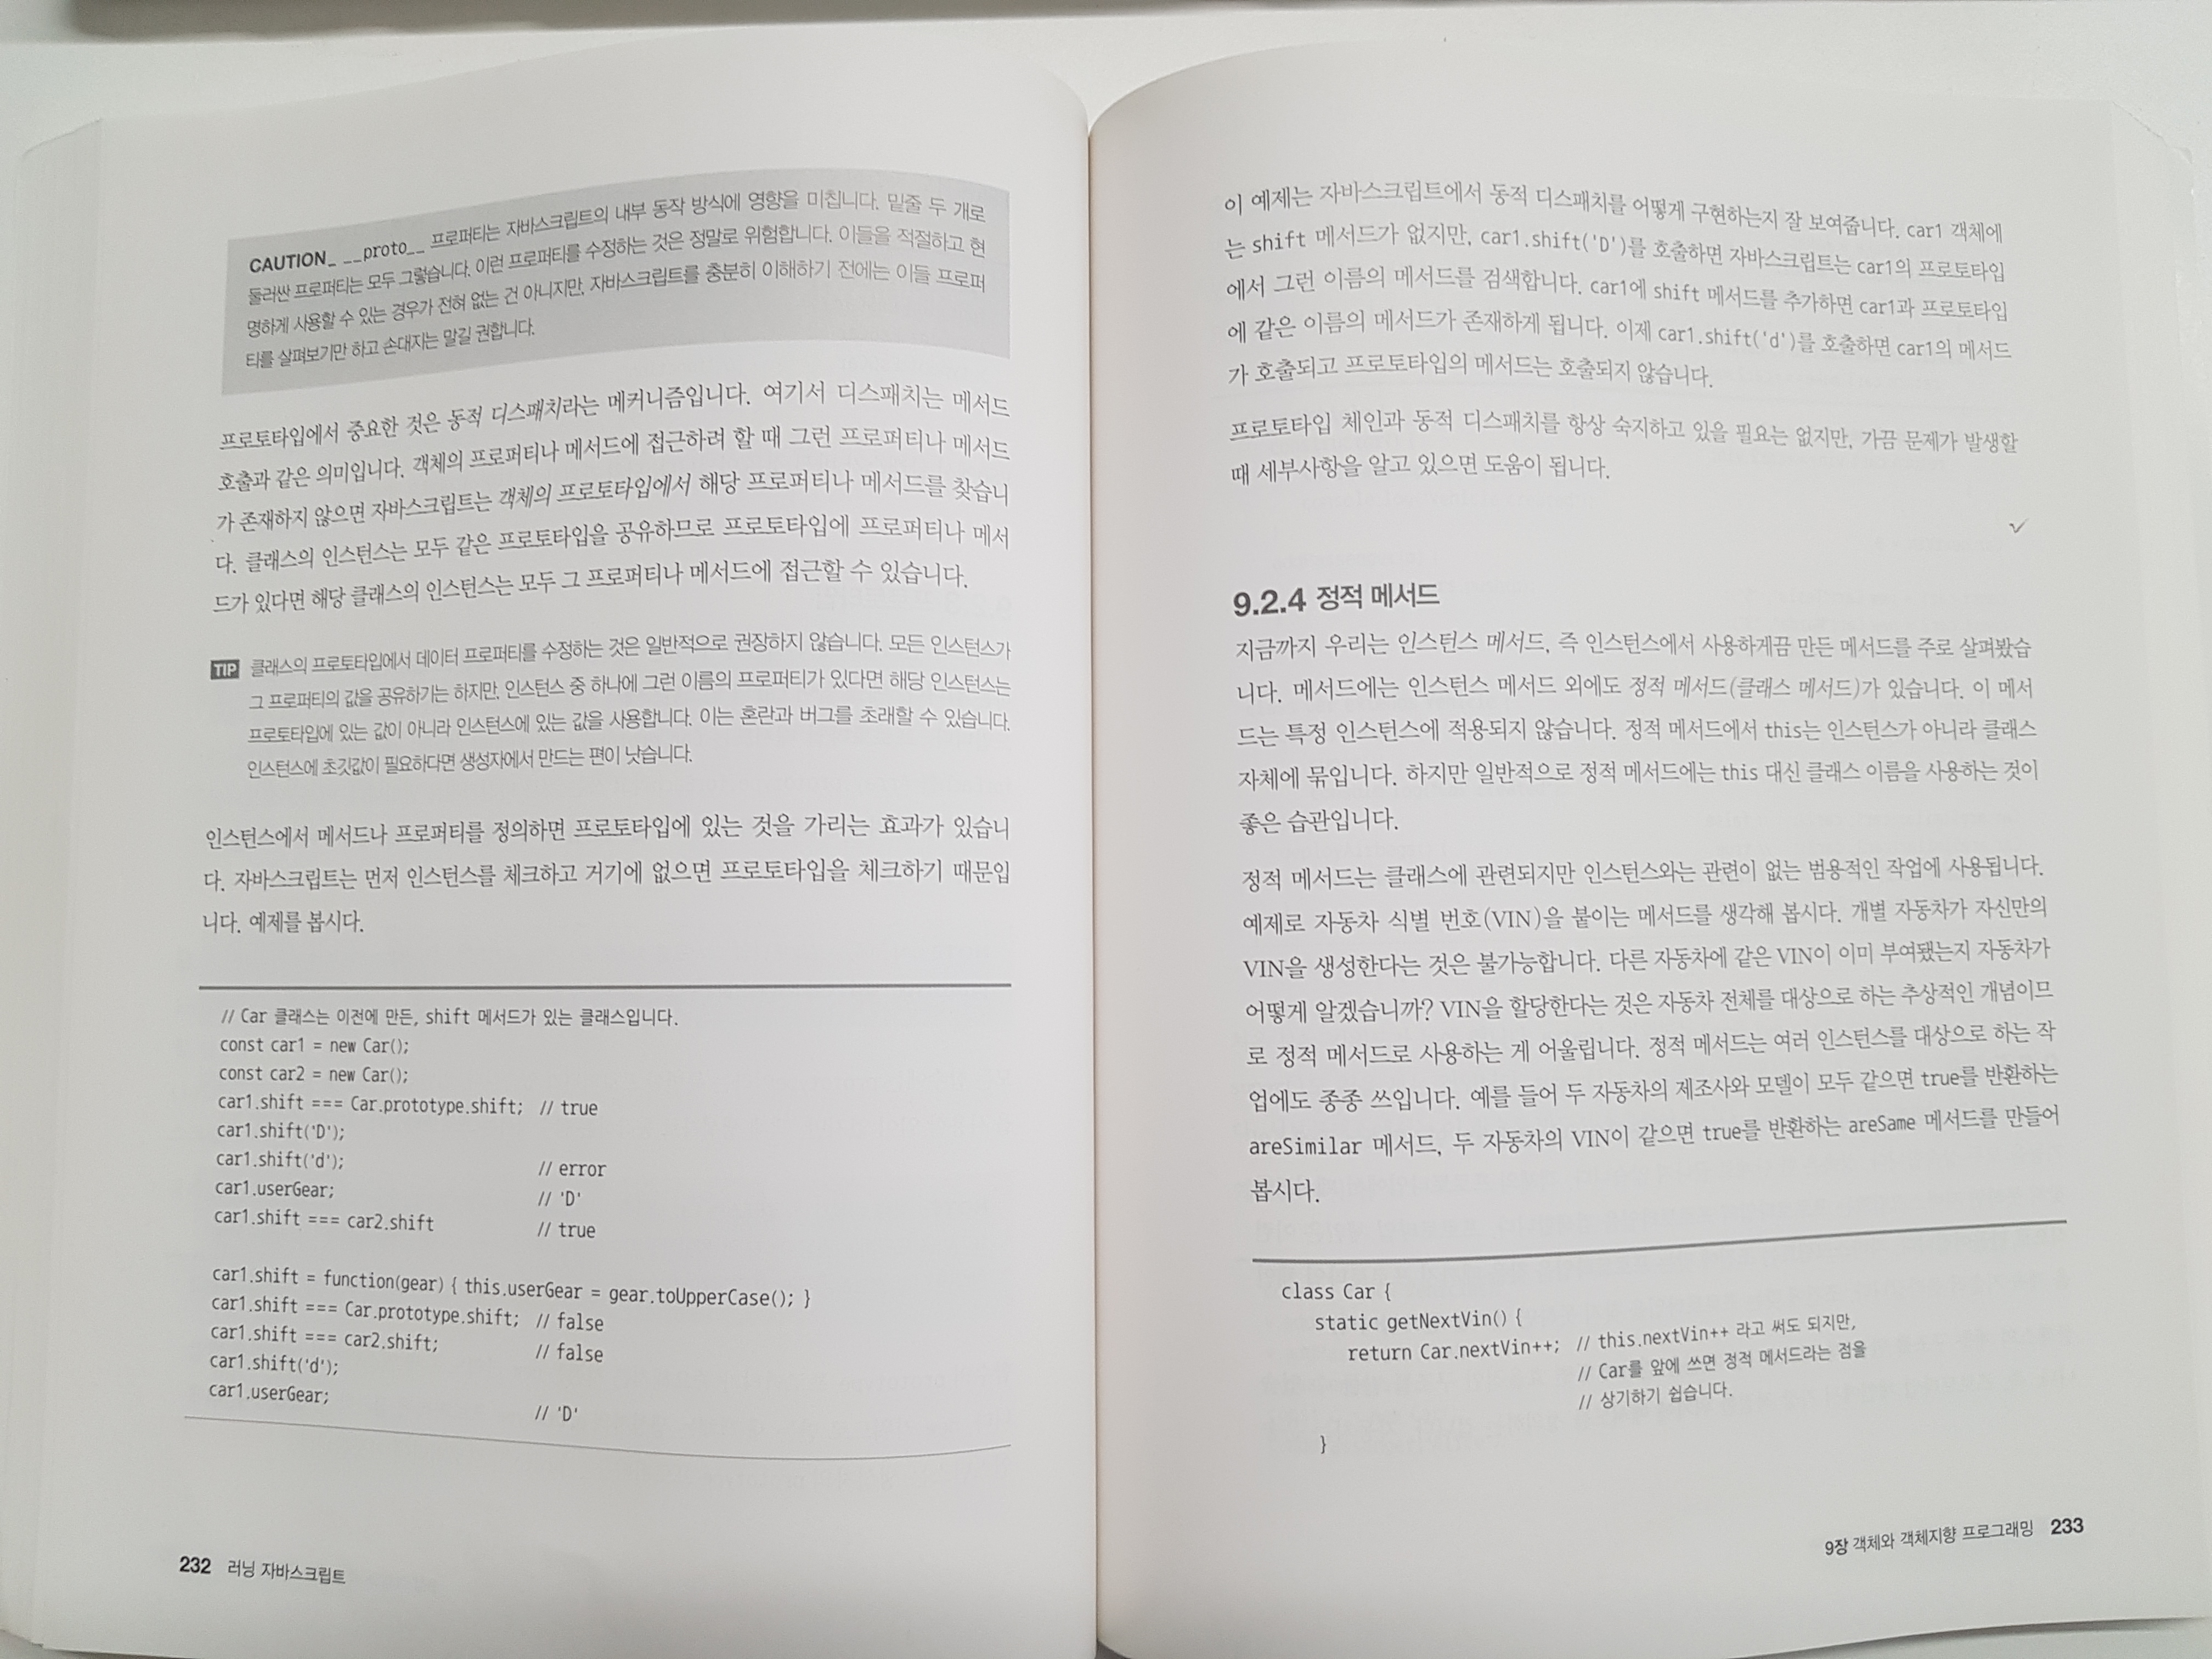 CAUTION_ __proto__ 프로퍼티는 자바스크립트의 내부 동작 방식에 영향을 미칩니다. 밑줄 두 개로
둘러싼 프로퍼티는 모두 그렇습니다. 이런 프로퍼티를 수정하는 것은 정말로 위험합니다. 이들을 적절하고 현
명하게 사용할 수 있는 경우가 전혀 없는 건 아니지만, 자바스크립트를 충분히 이해하기 전에는 이들 프로퍼
티를 살펴보기만 하고 손대지는 말길 권합니다.
프로토타입에서 중요한 것은 동적 디스패치라는 메커니즘입니다. 여기서 디스패치는 메서드
호출과 같은 의미입니다. 객체의 프로퍼티나 메서드에 접근하려 할 때 그런 프로퍼티나 메서드
가 존재하지 않으면 자바스크립트는 객체의 프로토타입에서 해당 프로퍼티나 메서드를 찾습니
다. 클래스의 인스턴스는 모두 같은 프로토타입을 공유하므로 프로토타입에 프로퍼티나 메서
드가 있다면 해당 클래스의 인스턴스는 모두 그 프로퍼티나 메서드에 접근할 수 있습니다.
TIP 클래스의 프로토타입에서 데이터 프로퍼티를 수정하는 것은 일반적으로 권장하지 않습니다. 모든 인스턴스가
그 프로퍼티의 값을 공유하기는 하지만, 인스턴스 중 하나에 그런 이름의 프로퍼티가 있다면 해당 인스턴스는
프로토타입에 있는 값이 아니라 인스턴스에 있는 값을 사용합니다. 이는 혼란과 버그를 초래할 수 있습니다.
인스턴스에 초깃값이 필요하다면 생성자에서 만드는 편이 낫습니다.
인스턴스에서 메서드나 프로퍼티를 정의하면 프로토타입에 있는 것을 가리는 효과가 있습니
다. 자바스크립트는 먼저 인스턴스를 체크하고 거기에 없으면 프로토타입을 체크하기 때문입
니다. 예제를 봅시다.
// Car 클래스는 이전에 만든, shift 메서드가 있는 클래스입니다.
const car1 = new Car();
const car2 = new Car();
car1.shift === Car.prototype.shift; // true
car1.shift('D');
car1.shift('d'); // error
car1.userGear; // 'D'
car1.shift === car2.shift // true
car1.shift = function(gear) { this.userGear = gear.toUpperCase(); }
car1.shift === Car.prototype.shift; // false
car1.shift === car2.shift; // false
car1.shift('d');
car1.userGear; // 'D'
232 러닝 자바스크립트
이 예제는 자바스크립트에서 동적 디스패치를 어떻게 구현하는지 잘 보여줍니다. car1 객체에
는 shift 메서드가 없지만, car1.shift('D')를 호출하면 자바스크립트는 car1의 프로토타입
에서 그런 이름의 메서드를 검색합니다. car1에 shift 메서드를 추가하면 car1과 프로토타입
에 같은 이름의 메서드가 존재하게 됩니다. 이제 car1.shift('d')를 호출하면 car1의 메서드
가 호출되고 프로토타입의 메서드는 호출되지 않습니다.
프로토타입 체인과 동적 디스패치를 항상 숙지하고 있을 필요는 없지만, 가끔 문제가 발생할
때 세부사항을 알고 있으면 도움이 됩니다.
9.2.4 정적 메서드
지금까지 우리는 인스턴스 메서드, 즉 인스턴스에서 사용하게끔 만든 메서드를 주로 살펴봤습
니다. 메서드에는 인스턴스 메서드 외에도 정적 메서드(클래스 메서드)가 있습니다. 이 메서
드는 특정 인스턴스에 적용되지 않습니다. 정적 메서드에서 this는 인스턴스가 아니라 클래스
자체에 묶입니다. 하지만 일반적으로 정적 메서드에는 this 대신 클래스 이름을 사용하는 것이
좋은 습관입니다.
정적 메서드는 클래스에 관련되지만 인스턴스와는 관련이 없는 범용적인 작업에 사용됩니다.
예제로 자동차 식별 번호(VIN)을 붙이는 메서드를 생각해 봅시다. 개별 자동차가 자신만의
VIN을 생성한다는 것은 불가능합니다. 다른 자동차에 같은 VIN이 이미 부여됐는지 자동차가
어떻게 알겠습니까? VIN을 할당한다는 것은 자동차 전체를 대상으로 하는 추상적인 개념이므
로 정적 메서드로 사용하는 게 어울립니다. 정적 메서드는 여러 인스턴스를 대상으로 하는 작
업에도 종종 쓰입니다. 예를 들어 두 자동차의 제조사와 모델이 모두 같으면 true를 반환하는
areSimilar 메서드, 두 자동차의 VIN이 같으면 true를 반환하는 areSame 메서드를 만들어
봅시다.
class Car {
static getNextVin() {
return Car.nextVin++; // this.nextVin++ 라고 써도 되지만,
// Car를 앞에 쓰면 정적 메서드라는 점을
// 상기하기 쉽습니다.
}
9장 객체와 객체지향 프로그래밍 233